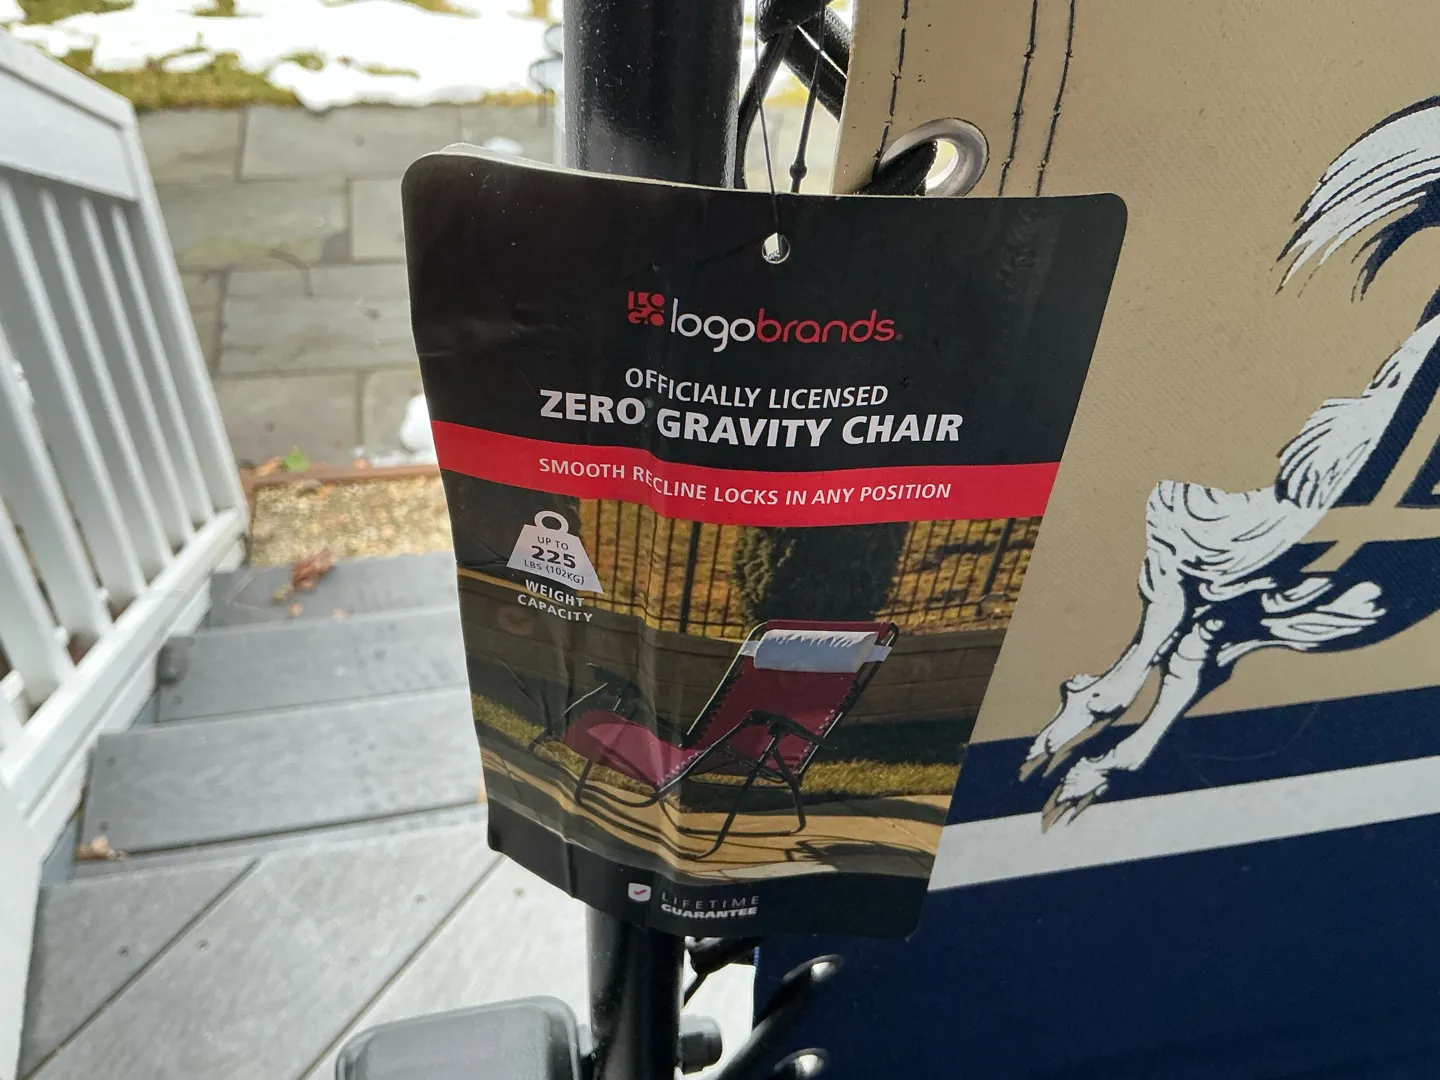 LOGO logobrands
OFFICIALLY LICENSED
ZERO GRAVITY CHAIR
SMOOTH RECLINE LOCKS IN ANY POSITION
UP TO
225
LBS (102KG)
WEIGHT
CAPACITY
LIFETIME
GUARANTEE